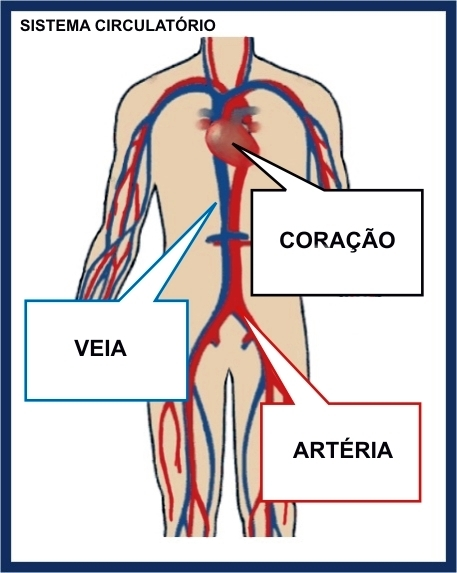 SISTEMA CIRCULATÓRIO
CORAÇÃO
VEIA
ARTÉRIA